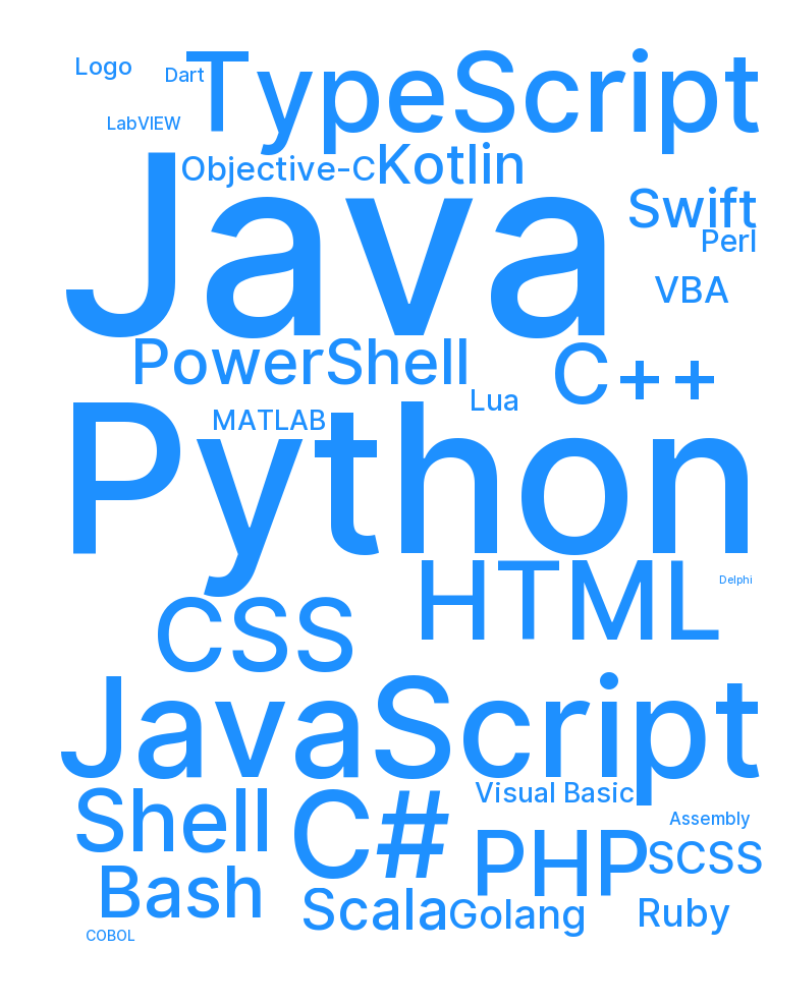 Logo
Dart
TypeScript
LabVIEW
Objective-C
Kotlin
Java
Swift
Perl
VBA
PowerShell
C++
Lua
MATLAB
Python
HTML
Delphi
CSS
JavaScript
Visual Basic
Shell
C#
Assembly
PHP
SCSS
Bash
Scala
Golang
Ruby
COBOL